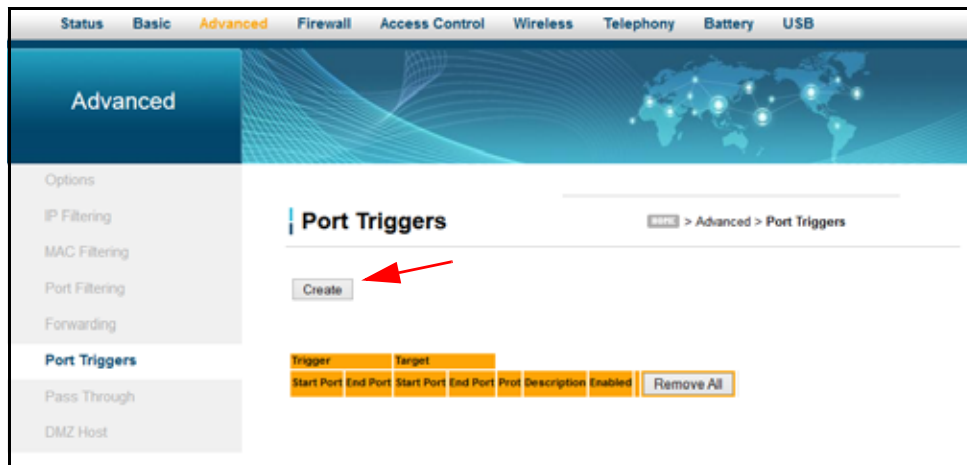 Status Basic Advanced Firewall Access Control Wireless Telephony Battery USB
Advanced
Options
IP Filtering
MAC Filtering
Port Filtering
Forwarding
Port Triggers
Pass Through
DMZ Host
Port Triggers
HOME > Advanced > Port Triggers
Create
Trigger Target
Start Port End Port Start Port End Port Prot Description Enabled Remove All